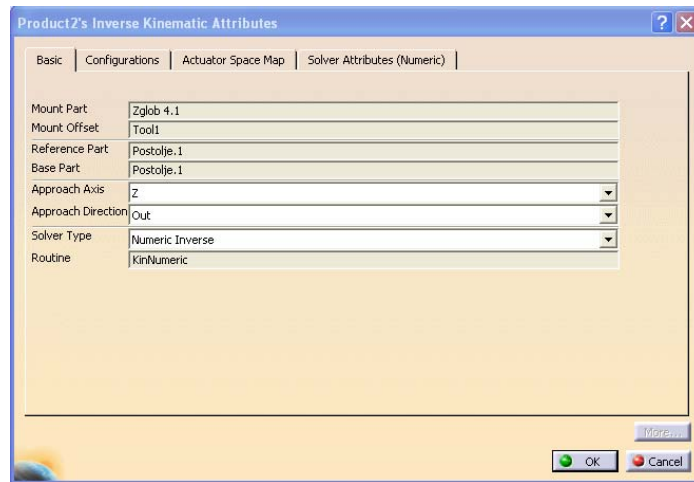 Product2's Inverse Kinematic Attributes
Basic Configurations Actuator Space Map Solver Attributes (Numeric)
Mount Part Zglob 4.1
Mount Offset Tool1
Reference Part Postolje.1
Base Part Postolje.1
Approach Axis Z
Approach Direction Out
Solver Type Numeric Inverse
Routine KinNumeric
More...
OK Cancel